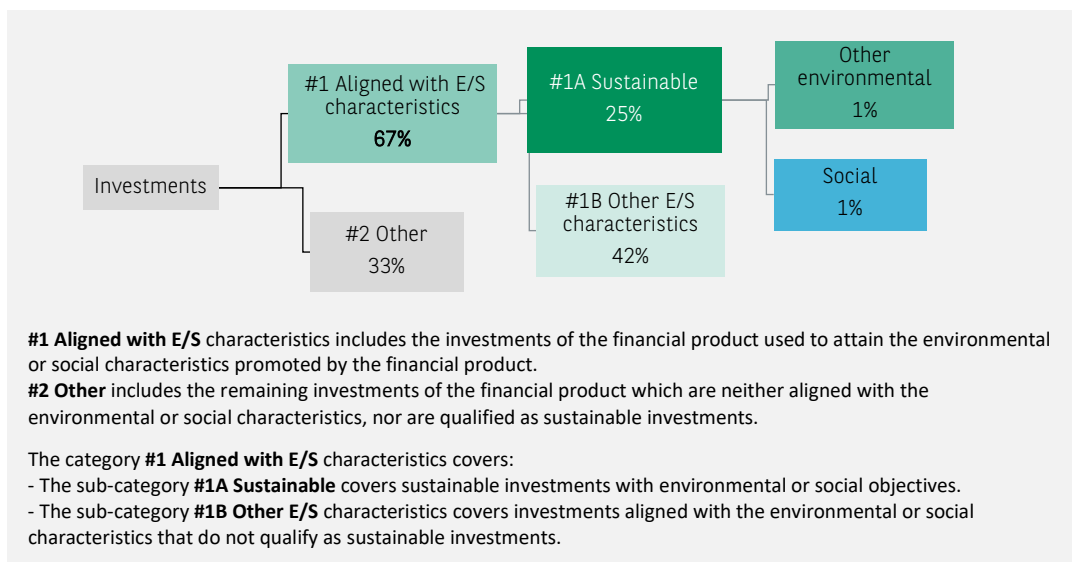 Investments
#1 Aligned with E/S
characteristics
67%
#2 Other
33%
#1A Sustainable
25%
#1B Other E/S
characteristics
42%
Other
environmental
1%
Social
1%
#1 Aligned with E/S characteristics includes the investments of the financial product used to attain the environmental
or social characteristics promoted by the financial product.
#2 Other includes the remaining investments of the financial product which are neither aligned with the
environmental or social characteristics, nor are qualified as sustainable investments.
The category #1 Aligned with E/S characteristics covers:
- The sub-category #1A Sustainable covers sustainable investments with environmental or social objectives.
- The sub-category #1B Other E/S characteristics covers investments aligned with the environmental or social
characteristics that do not qualify as sustainable investments.